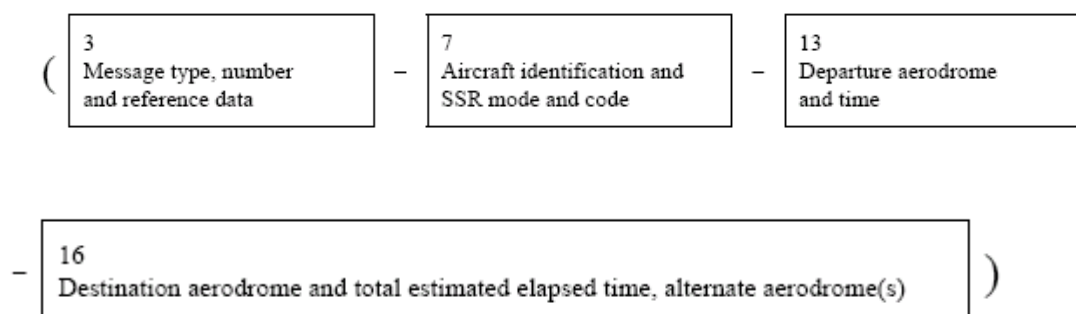 ( 3 – 7 – 13
Message type, number Aircraft identification and Departure aerodrome
and reference data SSR mode and code and time
– 16 )
Destination aerodrome and total estimated elapsed time, alternate aerodrome(s)